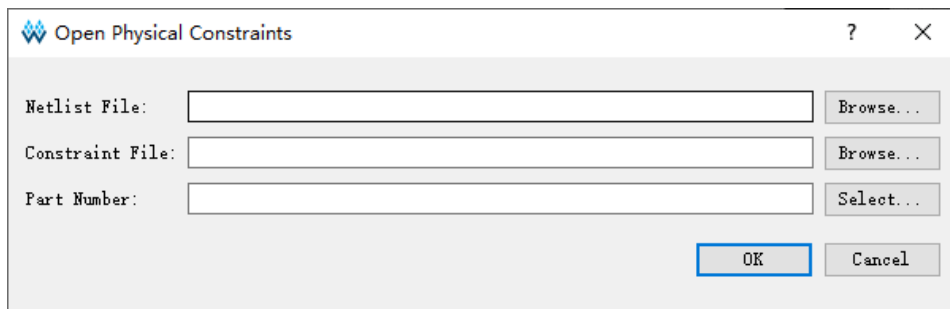 Open Physical Constraints ?
Netlist File: Browse...
Constraint File: Browse...
Part Number: Select...
OK Cancel